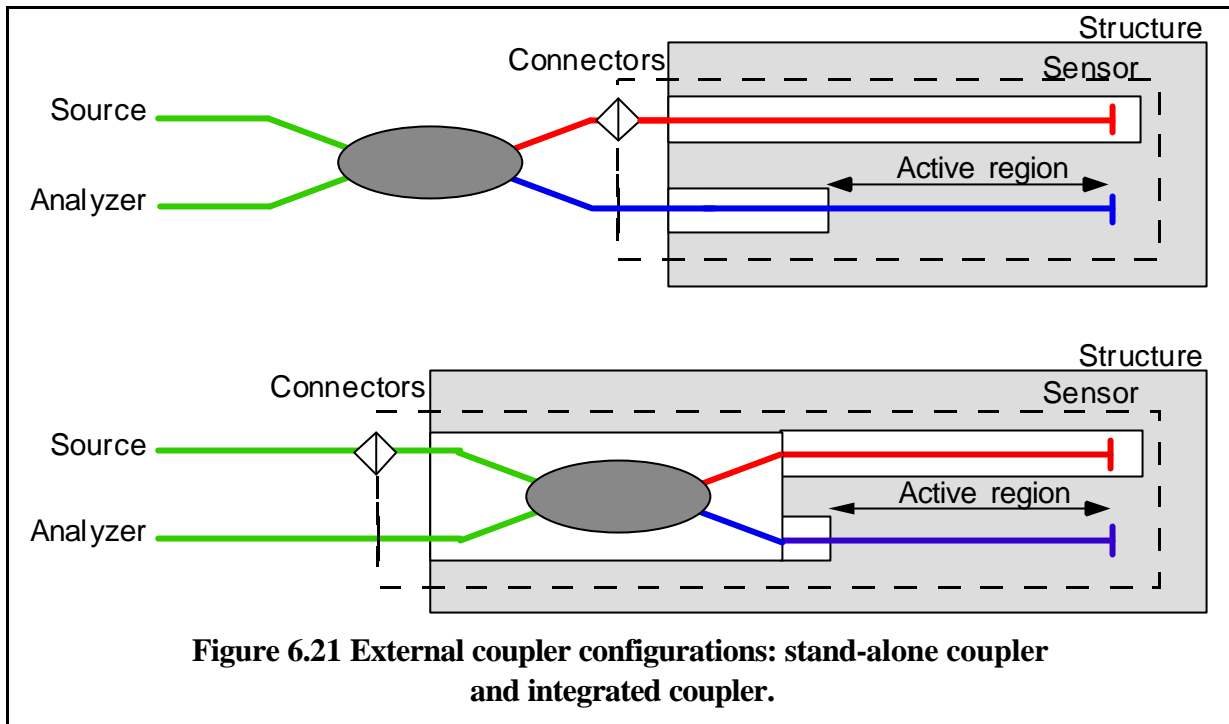 Structure
Connectors
Sensor
Source
Active region
Analyzer
Structure
Connectors
Sensor
Source
Active region
Analyzer
Figure 6.21 External coupler configurations: stand-alone coupler
and integrated coupler.